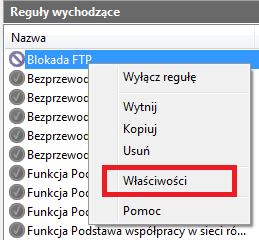 Reguły wychodzące
Nazwa
Blokada FTP
Wyłącz regułę
Wytnij
Kopiuj
Usuń
Właściwości
Pomoc
Bezprzewod
Bezprzewod
Bezprzewod
Bezprzewod
Bezprzewod
Funkcja Pod
Funkcja Pod
Funkcja Pod
Funkcja Podstawa współpracy w sieci ró...